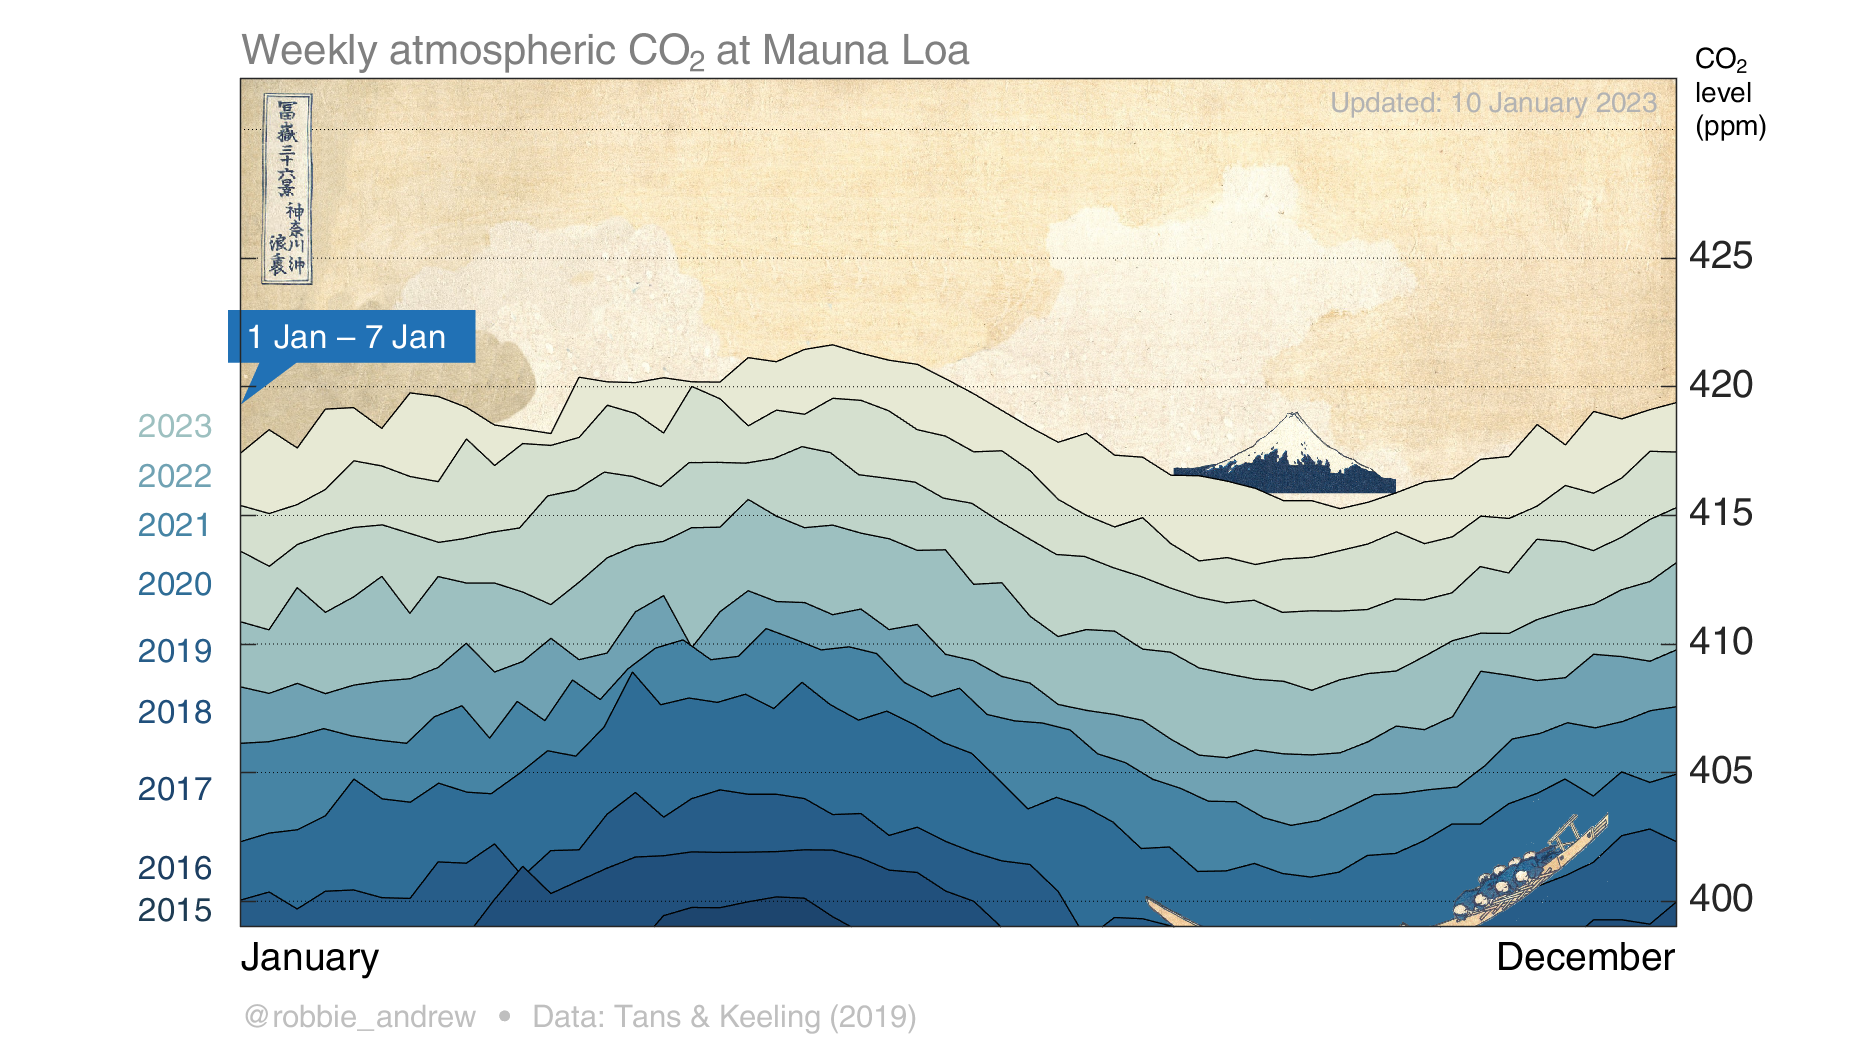 Weekly atmospheric CO₂ at Mauna Loa
CO₂
level
(ppm)
Updated: 10 January 2023
冨嶽三十六景
神奈川沖
浪裏
1 Jan – 7 Jan
425
420
415
410
405
400
2023
2022
2021
2020
2019
2018
2017
2016
2015
January
December
@robbie_andrew • Data: Tans & Keeling (2019)